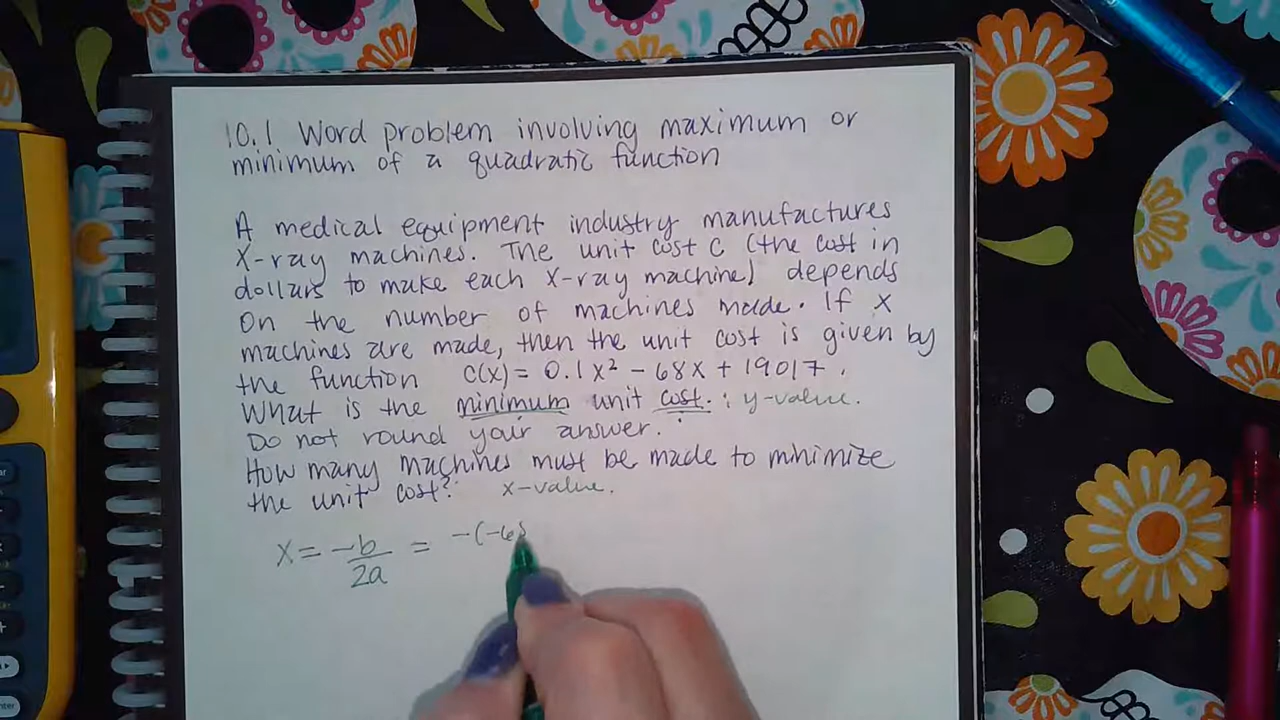 10.1 Word problem involving maximum or
minimum of a quadratic function
A medical equipment industry manufactures
X-ray machines. The unit cost C (the cost in
dollars to make each X-ray machine) depends
on the number of machines made. If x
machines are made, then the unit cost is given by
the function C(x) = 0.1x² - 68x + 19017.
What is the minimum unit cost. : y-value.
Do not round your answer.
How many machines must be made to minimize
the unit cost? x-value.
x = -b/2a = -(-68